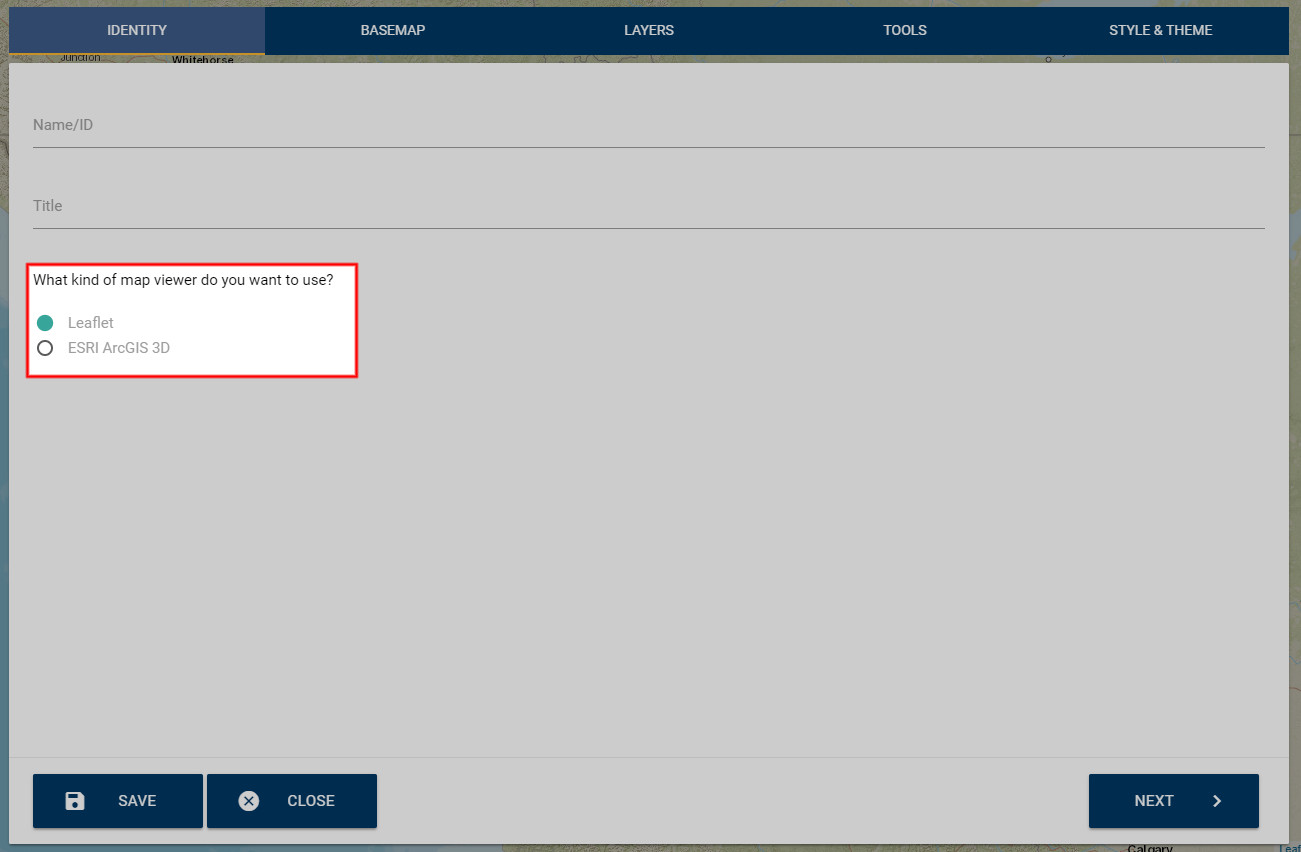 IDENTITY BASEMAP LAYERS TOOLS STYLE & THEME
Junction Whitehorse
Name/ID
Title
What kind of map viewer do you want to use?
Leaflet
ESRI ArcGIS 3D
SAVE CLOSE NEXT
Calgary Leaf